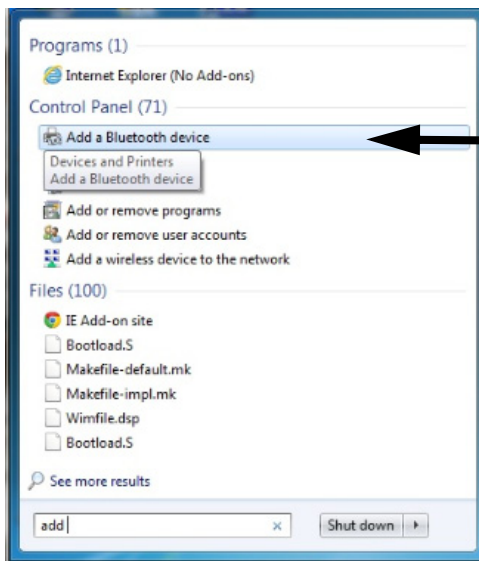 Programs (1)
Internet Explorer (No Add-ons)
Control Panel (71)
Add a Bluetooth device
Devices and Printers
Add a Bluetooth device
Add or remove programs
Add or remove user accounts
Add a wireless device to the network
Files (100)
IE Add-on site
Bootload.S
Makefile-default.mk
Makefile-impl.mk
Wimfile.dsp
Bootload.S
See more results
add
Shut down